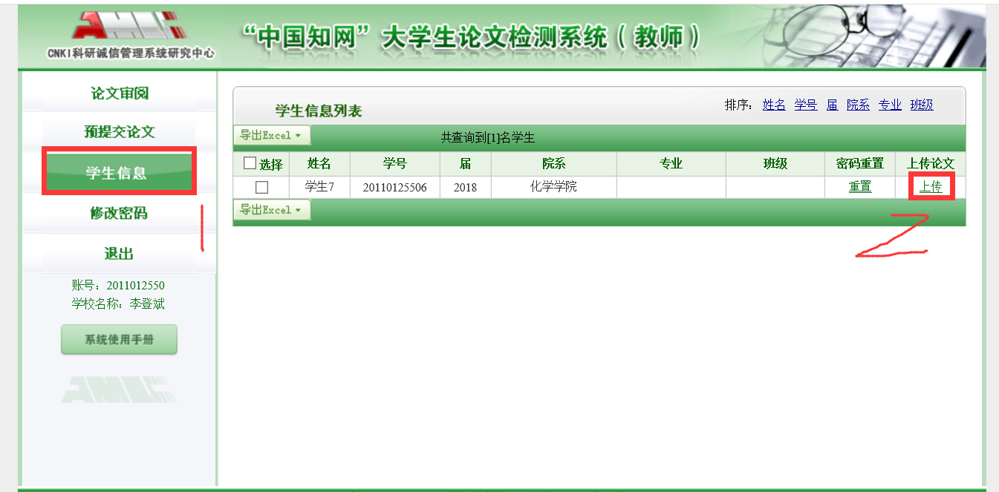 CNKI科研诚信管理系统研究中心
“中国知网”大学生论文检测系统（教师）
论文审阅
预提交论文
学生信息
修改密码
退出
账号：2011012550
学校名称：李登斌
系统使用手册
学生信息列表
排序： 姓名 学号 届 院系 专业 班级
导出Excel
共查询到[1]名学生
选择 姓名 学号 届 院系 专业 班级 密码重置 上传论文
学生7 20110125506 2018 化学学院 重置 上传
导出Excel
1
2